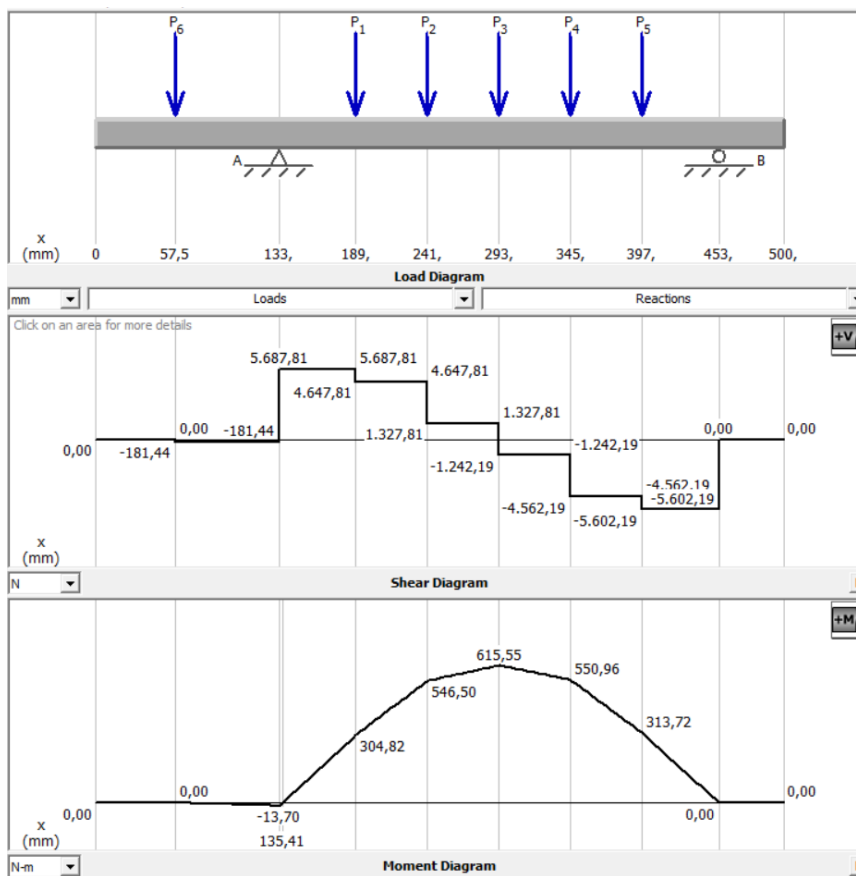 P6 P1 P2 P3 P4 P5
A B
x
(mm) 0 57,5 133, 189, 241, 293, 345, 397, 453, 500,
Load Diagram
mm Loads Reactions
Click on an area for more details
+V
5.687,81 5.687,81 4.647,81
4.647,81
1.327,81
0,00 -181,44 1.327,81 -1.242,19 0,00 0,00
0,00 -181,44
-1.242,19 -4.562,19
-4.562,19 -5.602,19 -5.602,19
x
(mm)
N Shear Diagram
+M
615,55
550,96
546,50
313,72
304,82
0,00 0,00
0,00 -13,70 0,00
x
(mm) 135,41
N-m Moment Diagram